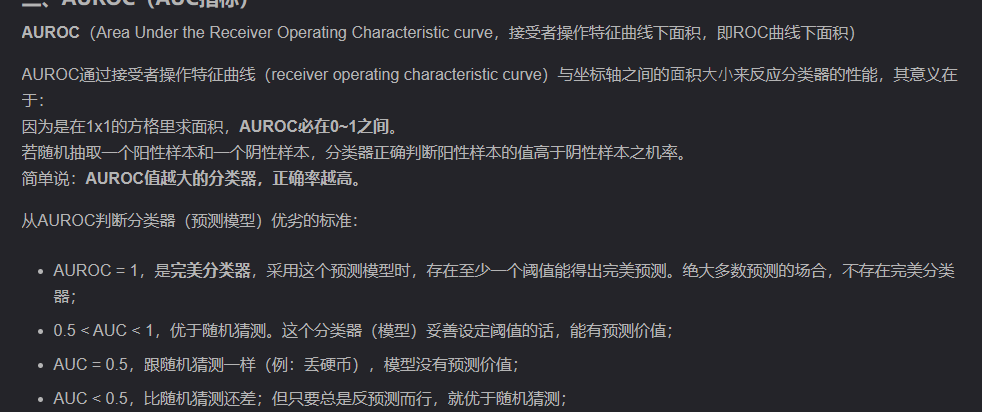 二、AUROC（AUC指标）
AUROC（Area Under the Receiver Operating Characteristic curve，接受者操作特征曲线下面积，即ROC曲线下面积）
AUROC通过接受者操作特征曲线（receiver operating characteristic curve）与坐标轴之间的面积大小来反应分类器的性能，其意义在
于：
因为是在1x1的方格里求面积，AUROC必在0~1之间。
若随机抽取一个阳性样本和一个阴性样本，分类器正确判断阳性样本的值高于阴性样本之机率。
简单说：AUROC值越大的分类器，正确率越高。
从AUROC判断分类器（预测模型）优劣的标准：
• AUROC = 1，是完美分类器，采用这个预测模型时，存在至少一个阈值能得出完美预测。绝大多数预测的场合，不存在完美分类
器；
• 0.5 < AUC < 1，优于随机猜测。这个分类器（模型）妥善设定阈值的话，能有预测价值；
• AUC = 0.5，跟随机猜测一样（例：丢硬币），模型没有预测价值；
• AUC < 0.5，比随机猜测还差；但只要总是反预测而行，就优于随机猜测；